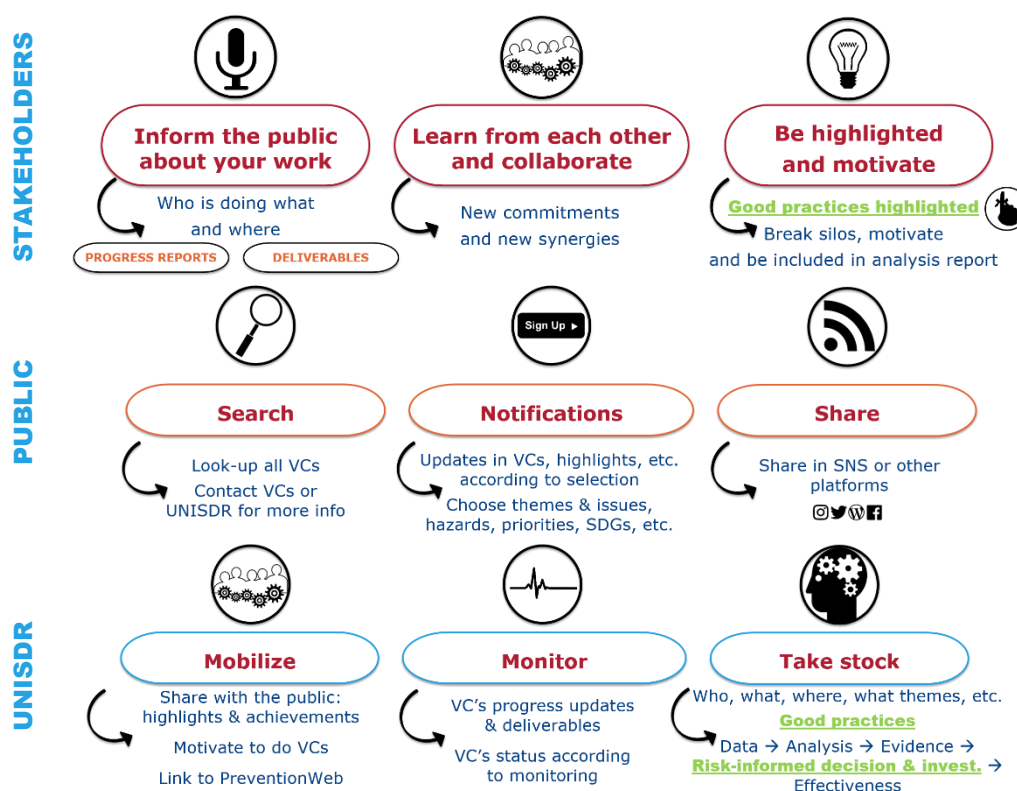 STAKEHOLDERS
Inform the public
about your work
Who is doing what
and where
PROGRESS REPORTS
DELIVERABLES
Learn from each other
and collaborate
New commitments
and new synergies
Be highlighted
and motivate
Good practices highlighted
Break silos, motivate
and be included in analysis report
PUBLIC
Search
Look-up all VCs
Contact VCs or
UNISDR for more info
Sign Up ▶
Notifications
Updates in VCs, highlights, etc.
according to selection
Choose themes & issues,
hazards, priorities, SDGs, etc.
Share
Share in SNS or other
platforms
UNISDR
Mobilize
Share with the public:
highlights & achievements
Motivate to do VCs
Link to PreventionWeb
Monitor
VC’s progress updates
& deliverables
VC’s status according
to monitoring
Take stock
Who, what, where, what themes, etc.
Good practices
Data → Analysis → Evidence →
Risk-informed decision & invest. →
Effectiveness